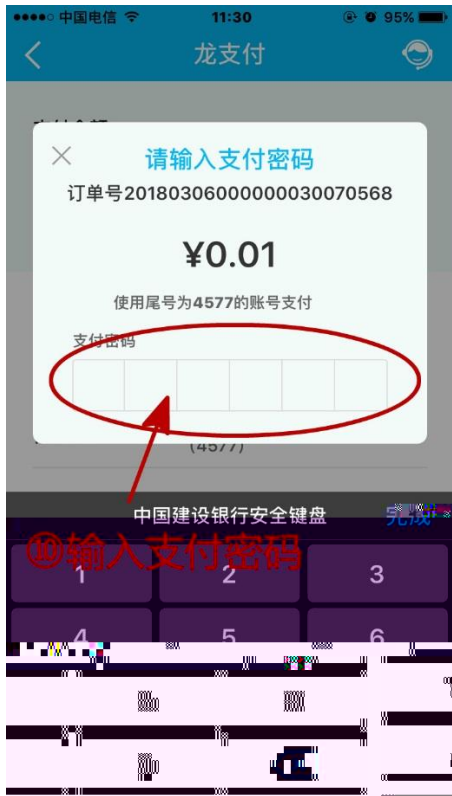 中国电信 11:30 95%
龙支付
请输入支付密码
订单号20180306000000030070568
¥0.01
使用尾号为4577的账号支付
支付密码
(4577)
中国建设银行安全键盘 完成
⑩输入支付密码
1 2 3
4 5 6